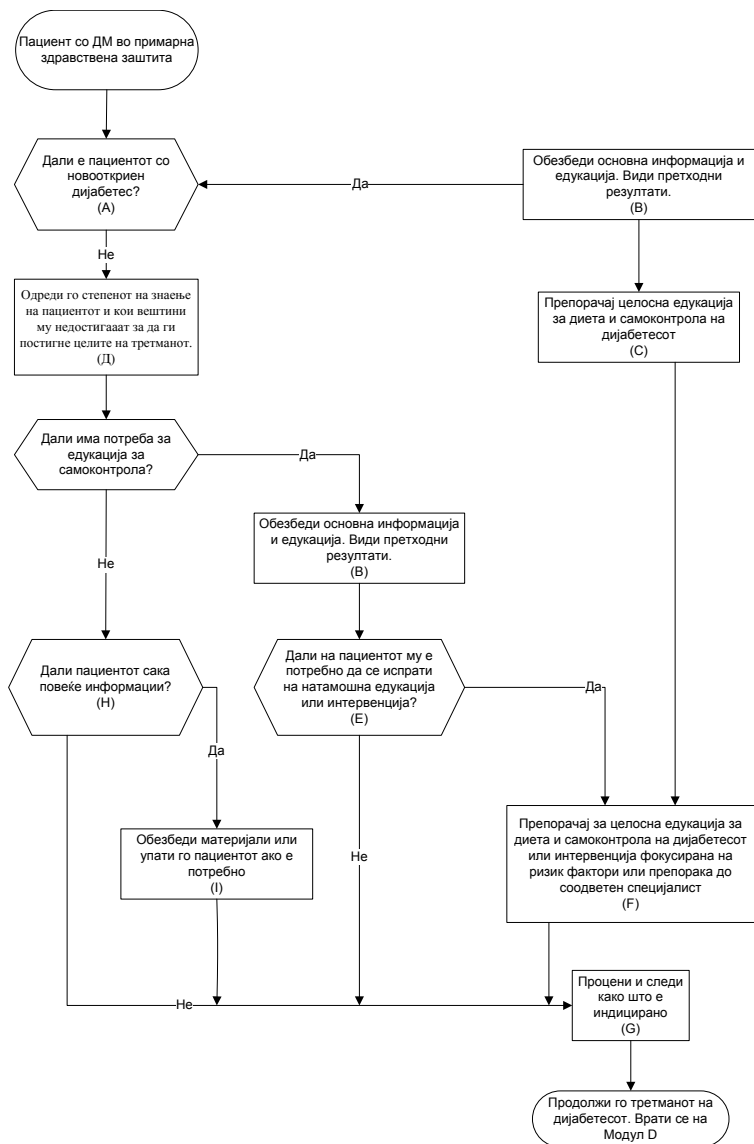 Пациент со ДМ во примарна
здравствена заштита
Дали е пациентот со
новооткриен
дијабетес?
(А)
Да
Обезбеди основна информација и
едукација. Види претходни
резултати.
(В)
Не
Одреди го степенот на знаење
на пациентот и кои вештини
му недостигааат за да ги
постигне целите на третманот.
(Д)
Препорачај целосна едукација
за диета и самоконтрола на
дијабетесот
(С)
Дали има потреба за
едукација за
самоконтрола?
Да
Обезбеди основна информација
и едукација. Види претходни
резултати.
(В)
Не
Дали пациентот сака
повеќе информации?
(Н)
Дали на пациентот му е
потребно да се испрати
на натамошна едукација
или интервенција?
(Е)
Да
Да
Обезбеди материјали или
упати го пациентот ако е
потребно
(I)
Не
Препорачај за целосна едукација за
диета и самоконтрола на дијабетесот
или интервенција фокусирана на
ризик фактори или препорака до
соодветен специјалист
(F)
Не
Процени и следи
како што е
индицирано
(G)
Продолжи го третманот на
дијабетесот. Врати се на
Модул D